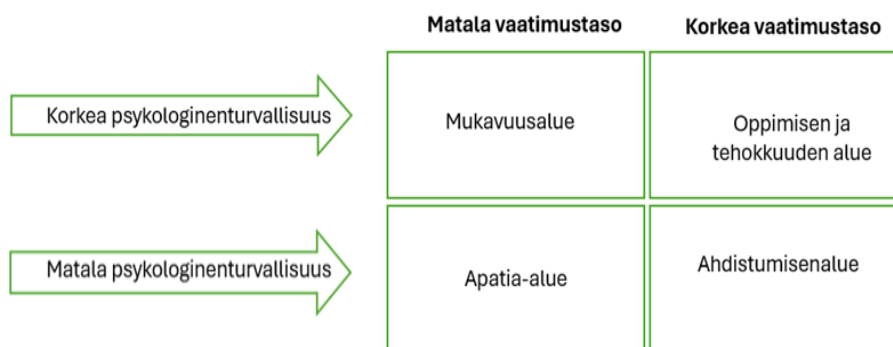 Matala vaatimustaso
Korkea vaatimustaso
Korkea psykologinenturvallisuus
Mukavuusalue
Oppimisen ja
tehokkuuden alue
Matala psykologinenturvallisuus
Apatia-alue
Ahdistumisenalue